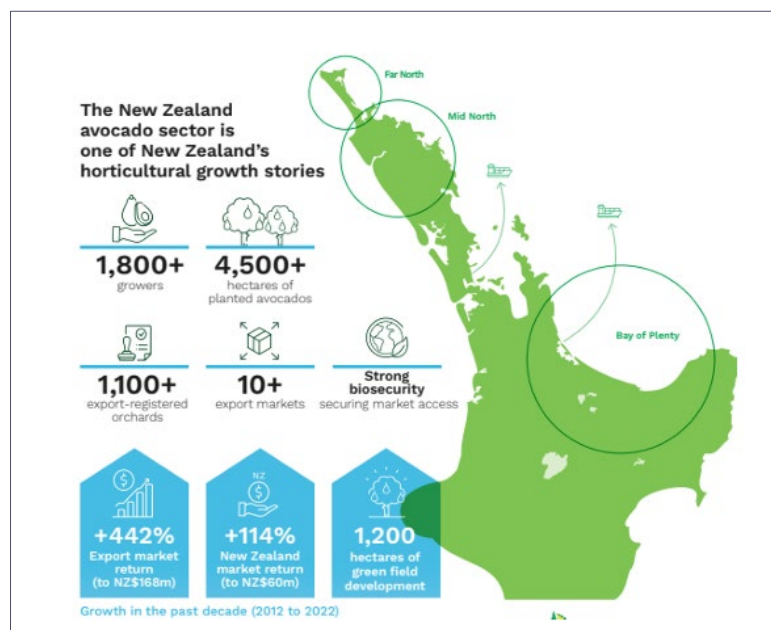 Far North
Mid North
The New Zealand
avocado sector is
one of New Zealand's
horticultural growth stories
1,800+
growers
4,500+
hectares of
planted avocados
Bay of Plenty
1,100+
export-registered
orchards
10+
export markets
Strong
biosecurity
securing market access
$
+442%
Export market
return
(to NZ$168m)
NZ
$
+114%
New Zealand
market return
(to NZ$60m)
1,200
hectares of
green field
development
Growth in the past decade (2012 to 2022)